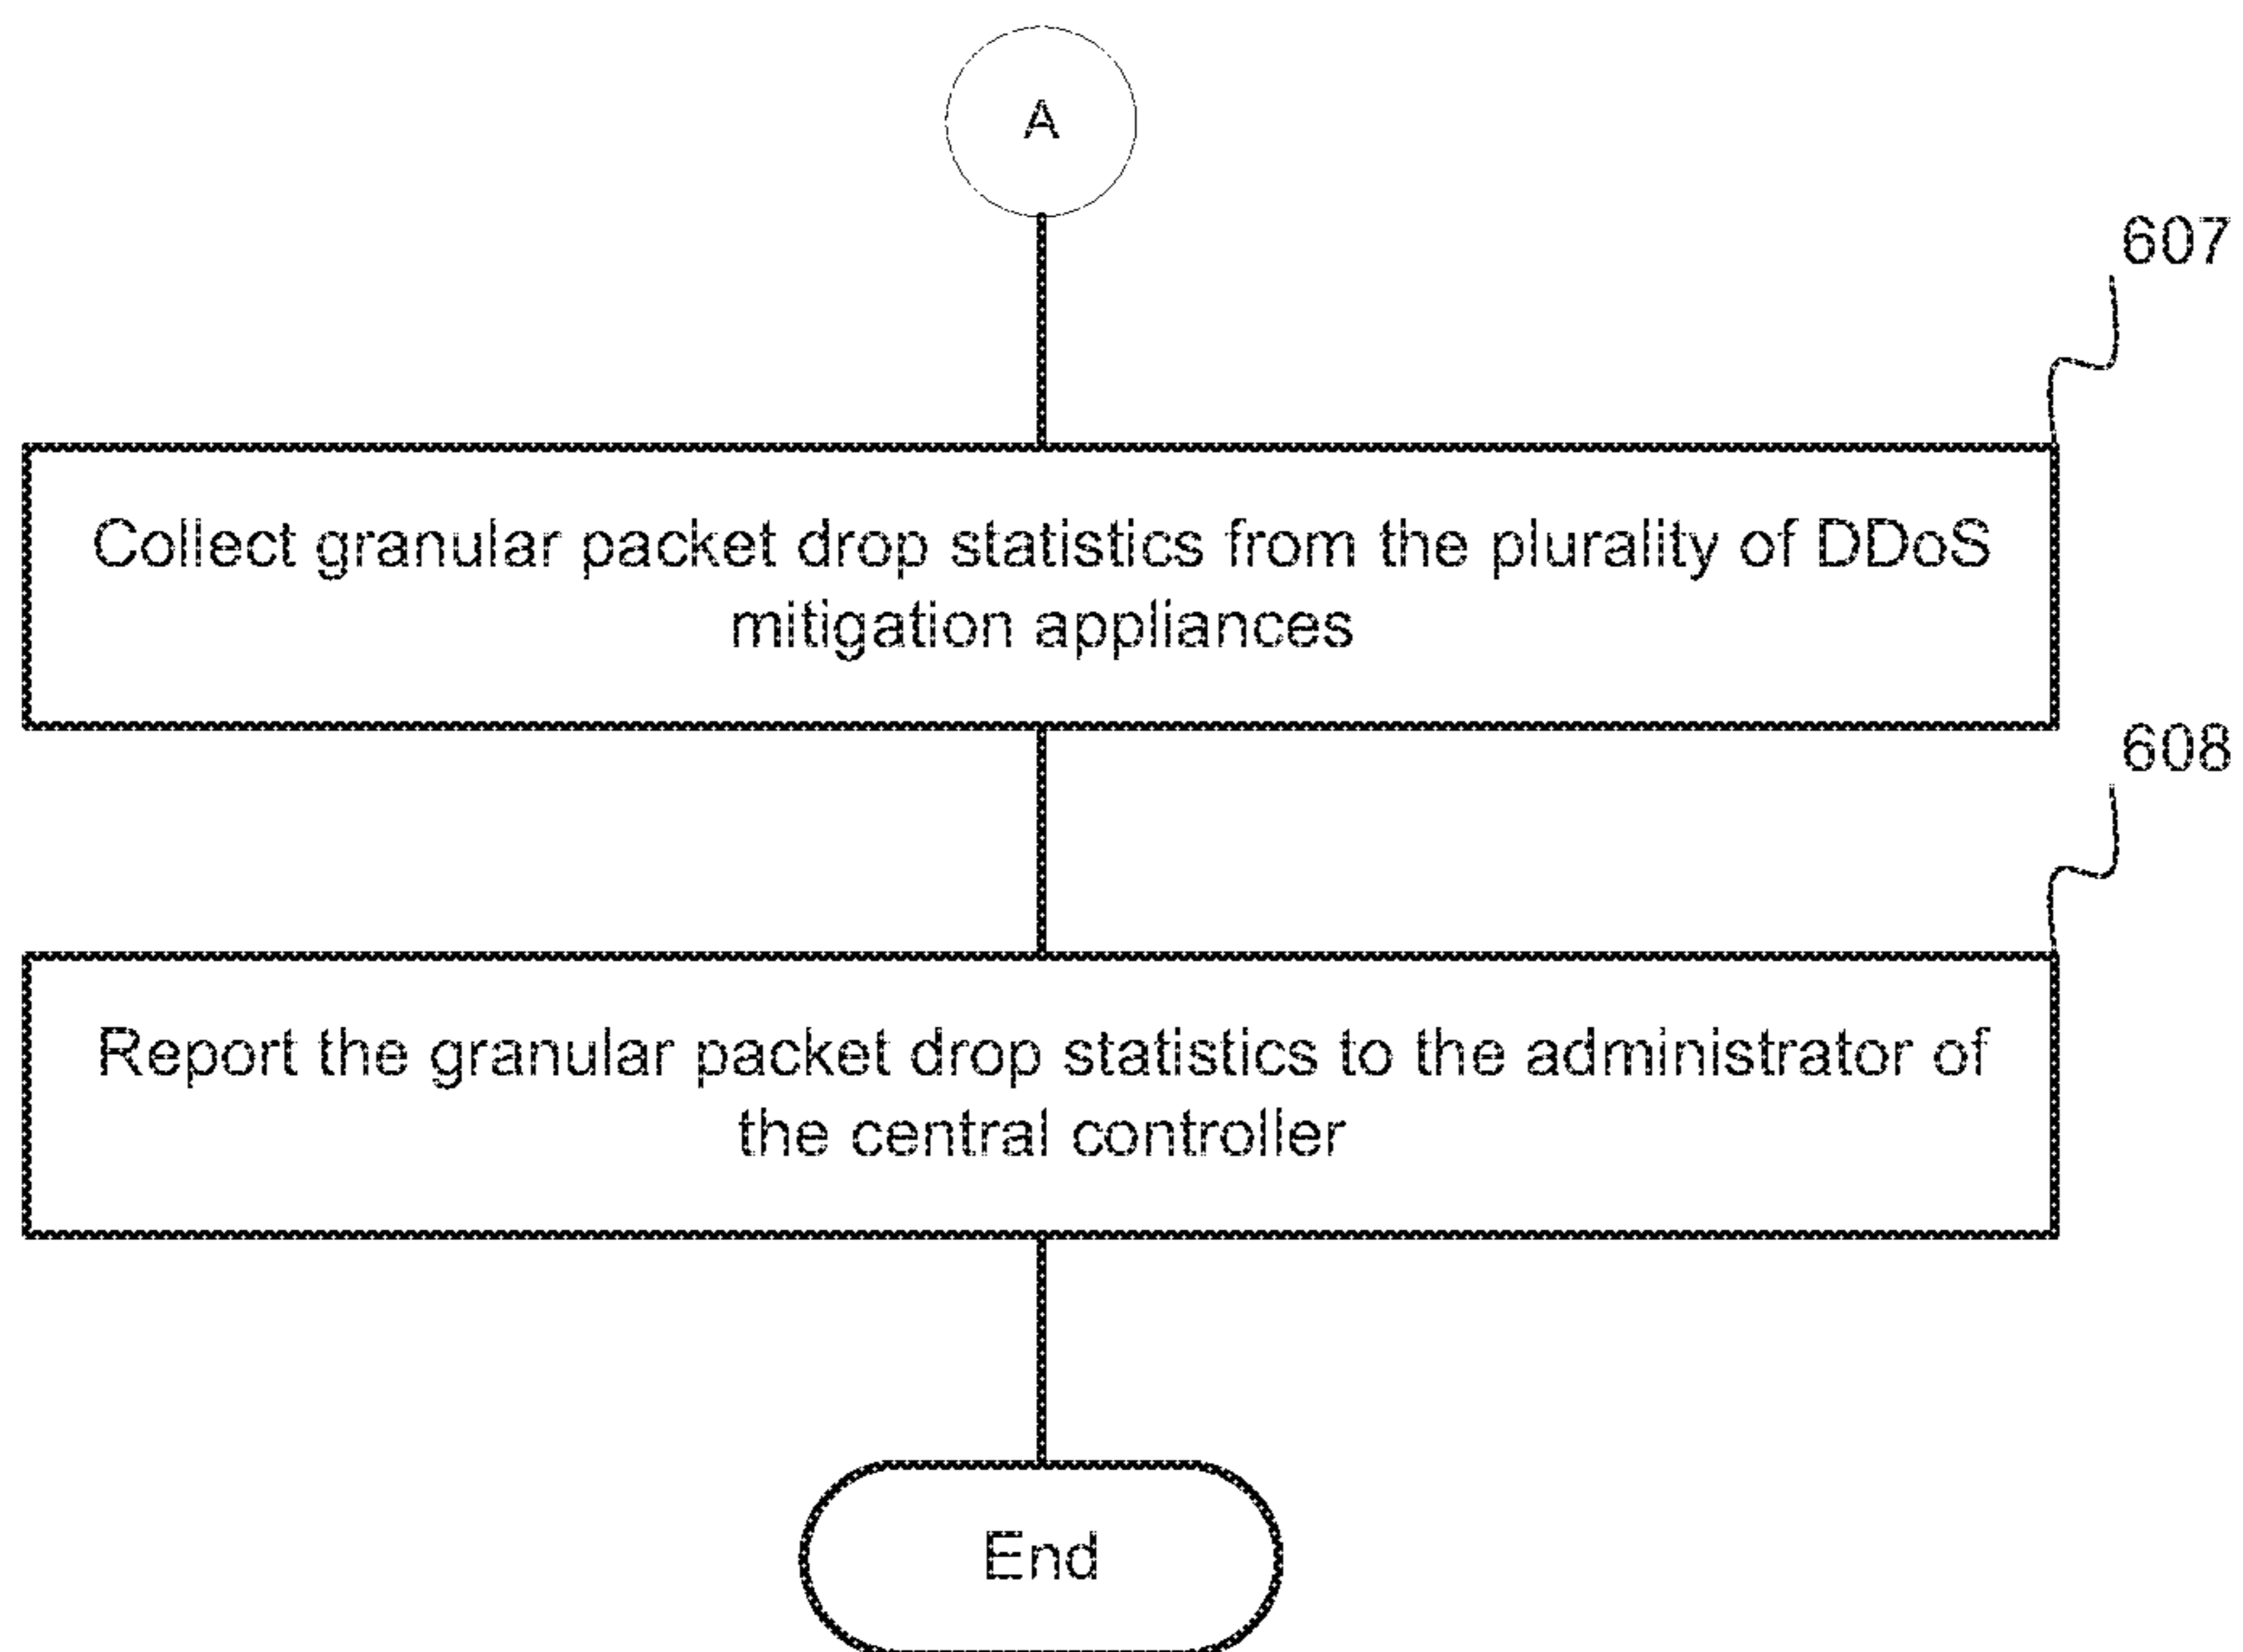 A
607
Collect granular packet drop statistics from the plurality of DDoS
mitigation appliances
608
Report the granular packet drop statistics to the administrator of
the central controller
End